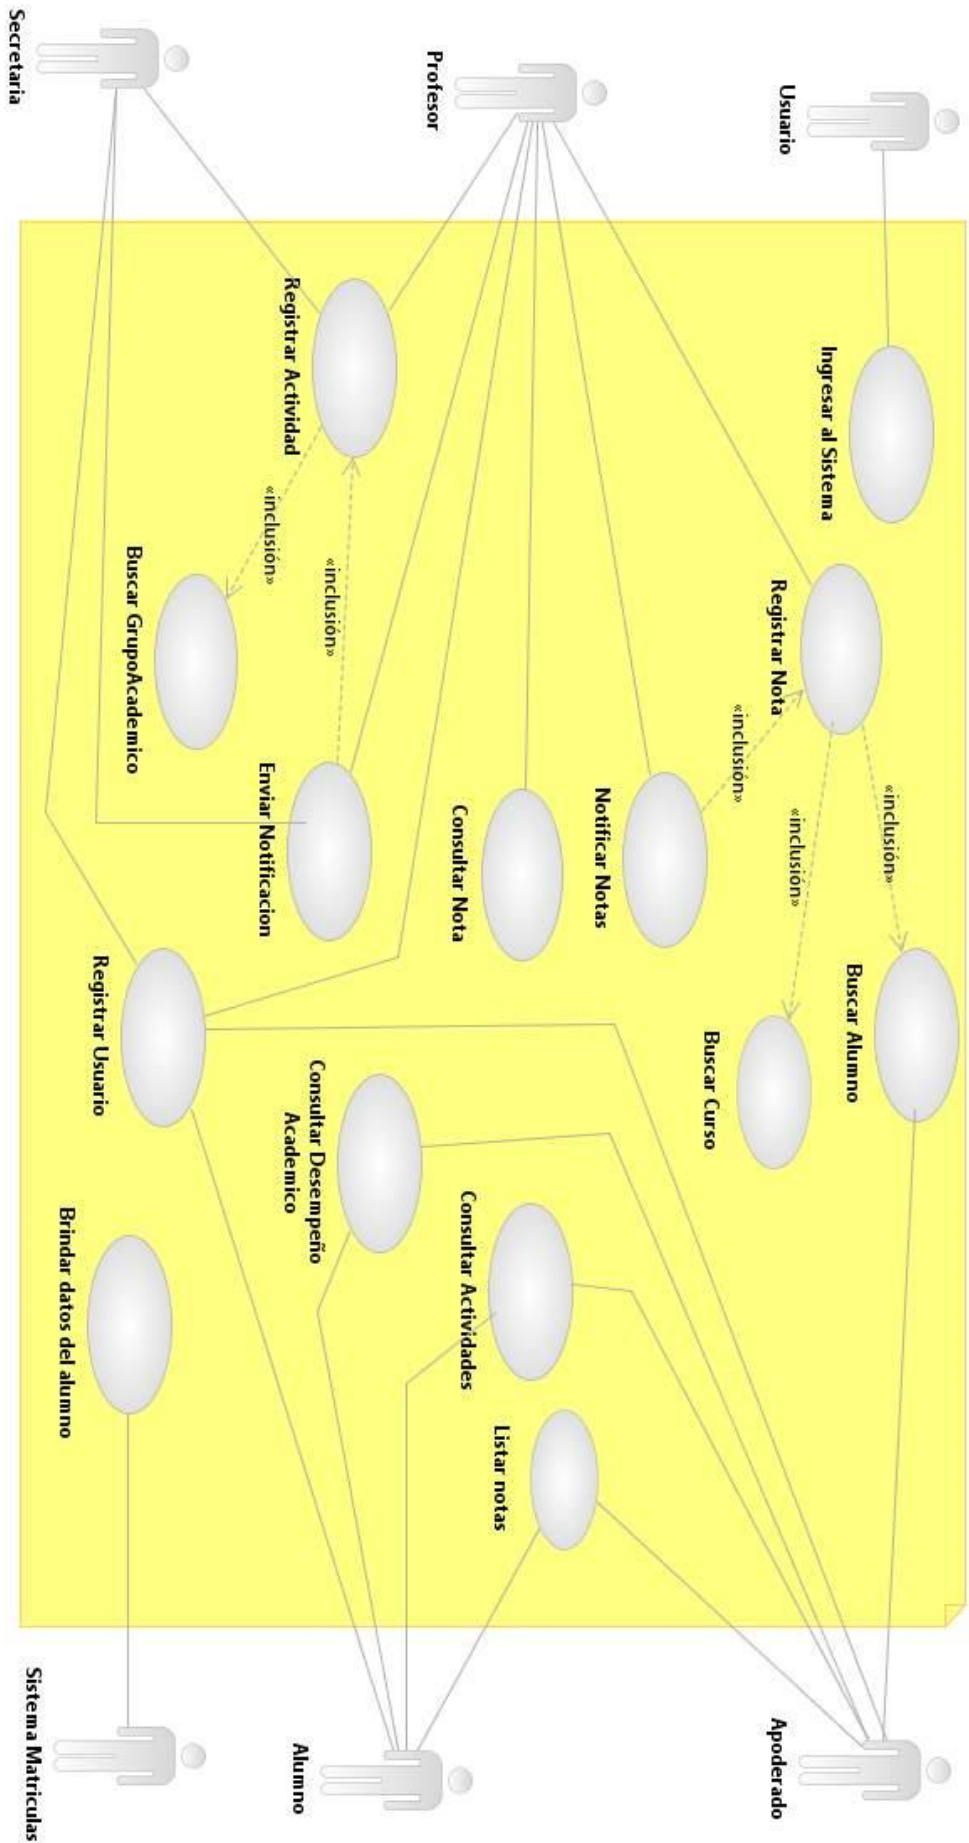 Usuario
Ingresar al Sistema
Registrar Nota
«inclusión»
«inclusión»
«inclusión»
Buscar Alumno
Buscar Curso
Apoderado
Profesor
Notificar Notas
Consultar Nota
Registrar Actividad
«inclusión»
«inclusión»
Buscar GrupoAcademico
Enviar Notificacion
Consultar Actividades
Listar notas
Consultar Desempeño
Academico
Alumno
Secretaria
Registrar Usuario
Brindar datos del alumno
Sistema Matriculas